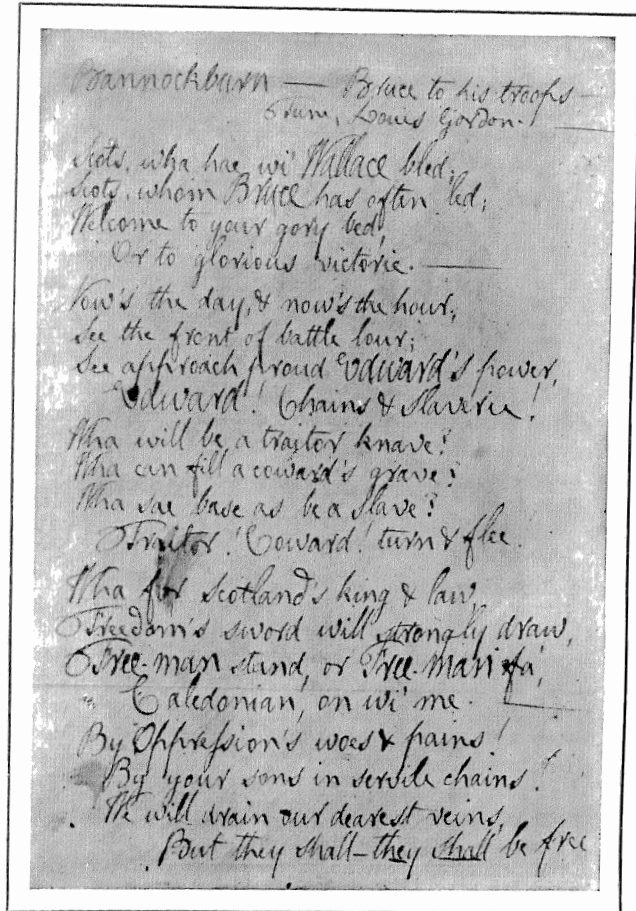 Bannockburn — Bruce to his troops —
Tune, Lewis Gordon. —
Scots, wha hae wi' Wallace bled;
Scots, whom Bruce has often led;
Welcome to your gory bed,
Or to glorious victorie. —
Now's the day, & now's the hour;
See the front of battle lour;
See approach proud Edward's power,
Edward! Chains & Slaverie!
Wha will be a traitor knave?
Wha can fill a coward's grave?
Wha sae base as be a slave?
Traitor! Coward! turn & flee.
Wha for Scotland's king & law,
Freedom's sword will strongly draw,
Free-man stand, or Free-man fa',
Caledonian, on wi' me.
By Oppression's woes & pains!
By your sons in servile chains!
We will drain our dearest veins,
But they shall—they shall be free